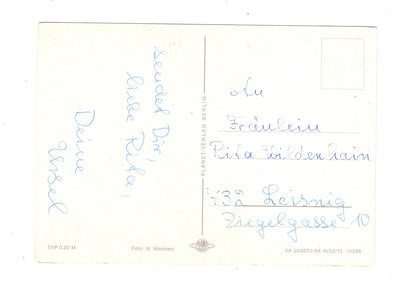 sendet Dir,
liebe Rita,
Deine
Ursel
PLANET-VERLAG BERLIN
An
Fräulein
Rita Wildenhain
732 Leisnig
Ziegelgasse 10
EVP 0,20 M
Foto: M. Weichert